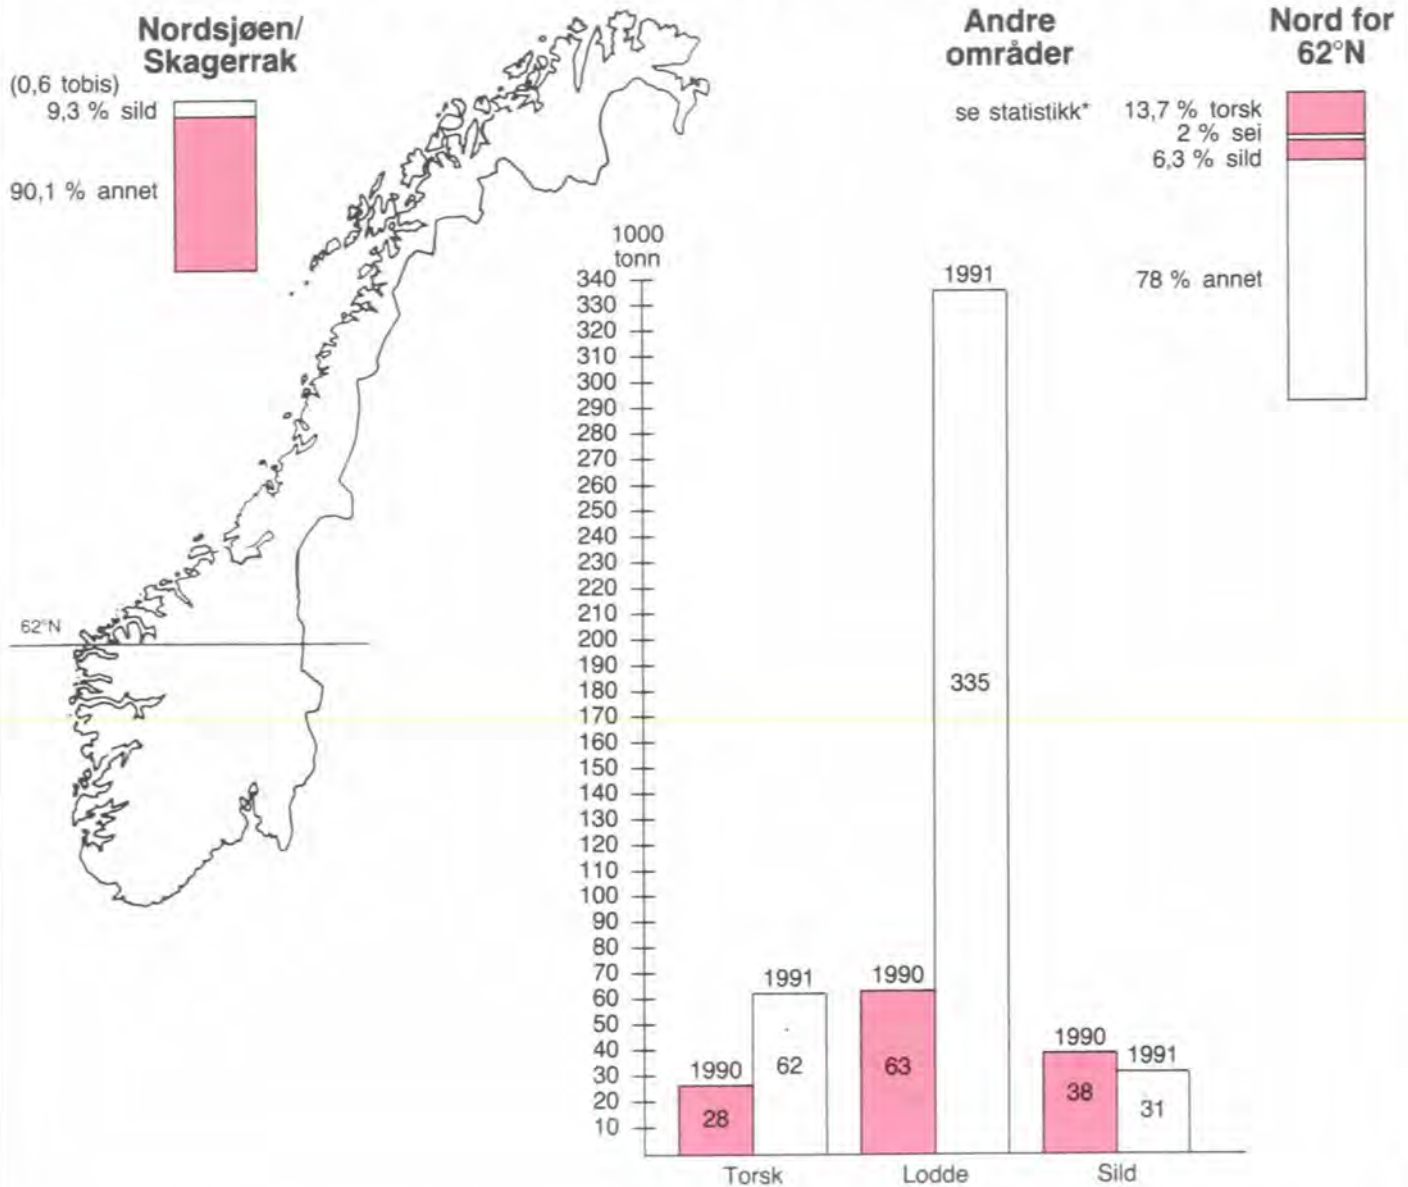 Nordsjøen/
Skagerrak
(0,6 tobis)
9,3 % sild
90,1 % annet
Andre
områder
se statistikk*
Nord for
62°N
13,7 % torsk
2 % sei
6,3 % sild
78 % annet
62°N
1000
tonn
340
330
320
310
300
290
280
270
260
250
240
230
220
210
200
190
180
170
160
150
140
130
120
110
100
90
80
70
60
50
40
30
20
10
1990
28
1991
62
1990
63
1991
335
1990
38
1991
31
Torsk Lodde Sild